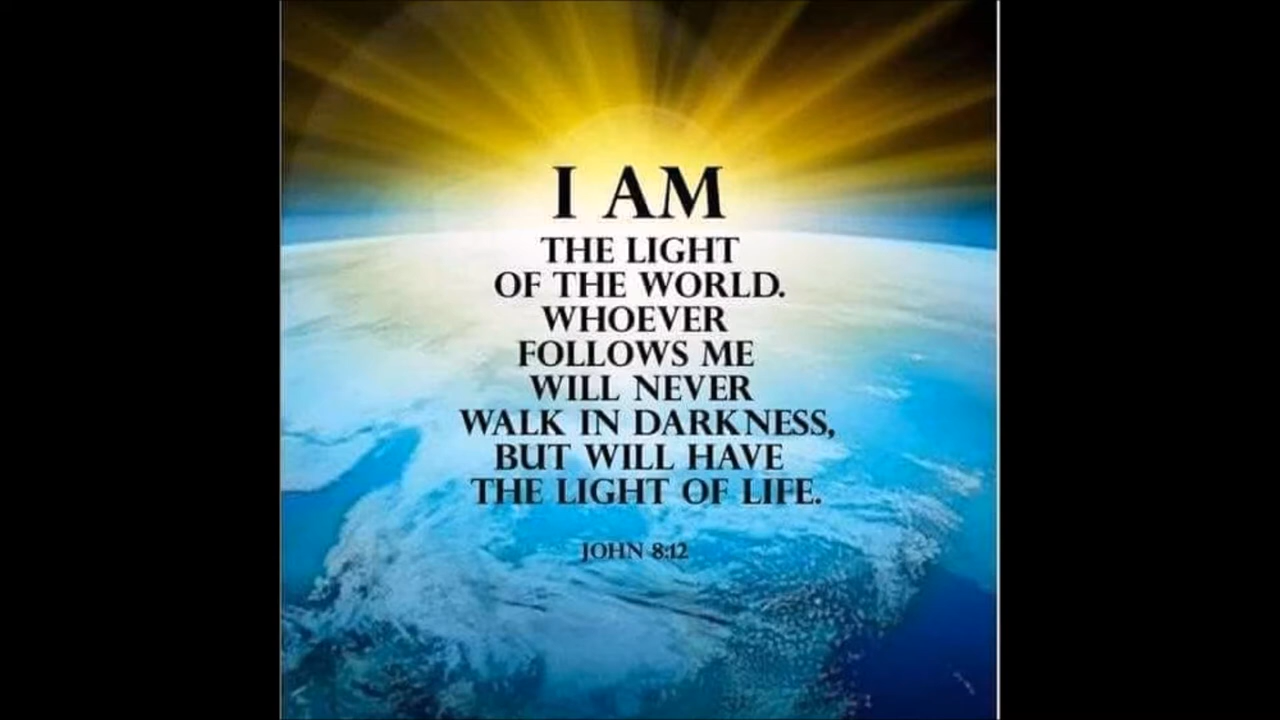 I AM
THE LIGHT
OF THE WORLD.
WHOEVER
FOLLOWS ME
WILL NEVER
WALK IN DARKNESS,
BUT WILL HAVE
THE LIGHT OF LIFE.
JOHN 8:12